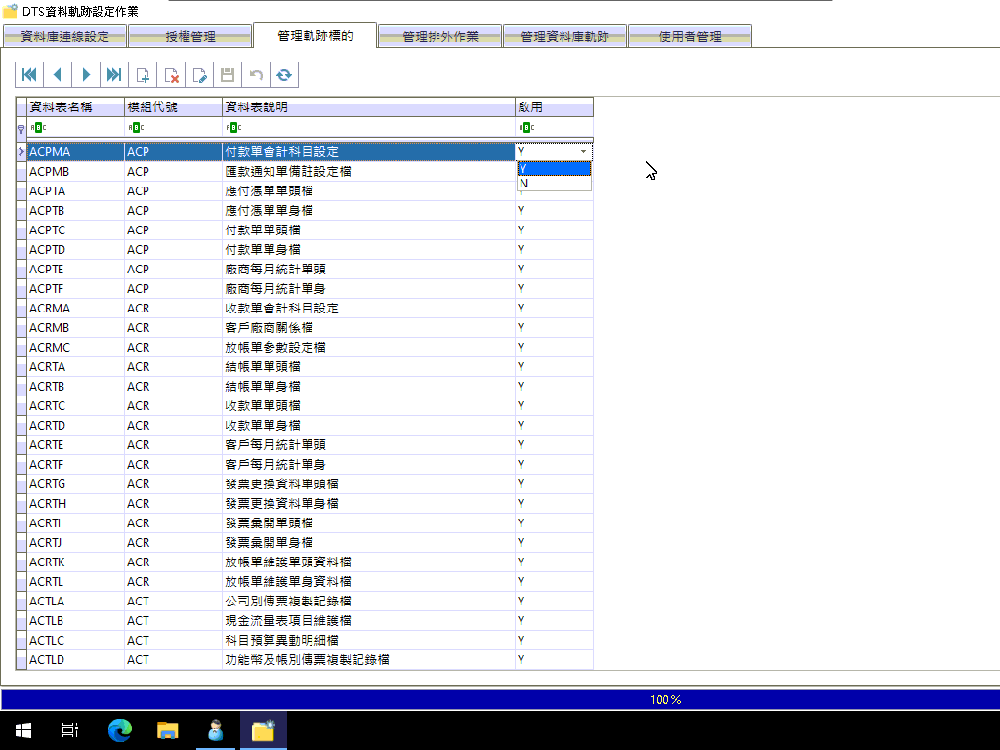 DTS資料軌跡設定作業
資料庫連線設定 授權管理 管理軌跡標的 管理排外作業 管理資料庫軌跡 使用者管理
資料表名稱 模組代號 資料表說明 啟用
ABC ABC ABC ABC
ACPMA ACP 付款單會計科目設定 Y
Y
N
ACPMB ACP 匯款通知單備註設定檔
ACPTA ACP 應付憑單單頭檔
ACPTB ACP 應付憑單單身檔 Y
ACPTC ACP 付款單單頭檔 Y
ACPTD ACP 付款單單身檔 Y
ACPTE ACP 廠商每月統計單頭 Y
ACPTF ACP 廠商每月統計單身 Y
ACRMA ACR 收款單會計科目設定 Y
ACRMB ACR 客戶廠商關係檔 Y
ACRMC ACR 放帳單參數設定檔 Y
ACRTA ACR 結帳單單頭檔 Y
ACRTB ACR 結帳單單身檔 Y
ACRTC ACR 收款單單頭檔 Y
ACRTD ACR 收款單單身檔 Y
ACRTE ACR 客戶每月統計單頭 Y
ACRTF ACR 客戶每月統計單身 Y
ACRTG ACR 發票更換資料單頭檔 Y
ACRTH ACR 發票更換資料單身檔 Y
ACRTI ACR 發票彙開單頭檔 Y
ACRTJ ACR 發票彙開單身檔 Y
ACRTK ACR 放帳單維護單頭資料檔 Y
ACRTL ACR 放帳單維護單身資料檔 Y
ACTLA ACT 公司別傳票複製記錄檔 Y
ACTLB ACT 現金流量表項目維護檔 Y
ACTLC ACT 科目預算異動明細檔 Y
ACTLD ACT 功能幣及帳別傳票複製記錄檔 Y
100%